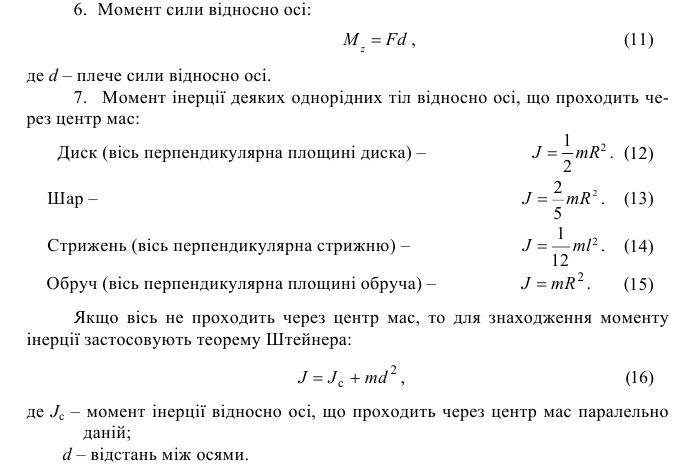 6. Момент сили відносно осі:
M_z = Fd , (11)
де d – плече сили відносно осі.
7. Момент інерції деяких однорідних тіл відносно осі, що проходить че-
рез центр мас:
Диск (вісь перпендикулярна площині диска) – J = 1/2 mR². (12)
Шар – J = 2/5 mR². (13)
Стрижень (вісь перпендикулярна стрижню) – J = 1/12 ml². (14)
Обруч (вісь перпендикулярна площині обруча) – J = mR². (15)
Якщо вісь не проходить через центр мас, то для знаходження моменту
інерції застосовують теорему Штейнера:
J = J_c + md² , (16)
де J_c – момент інерції відносно осі, що проходить через центр мас паралельно
даній;
d – відстань між осями.